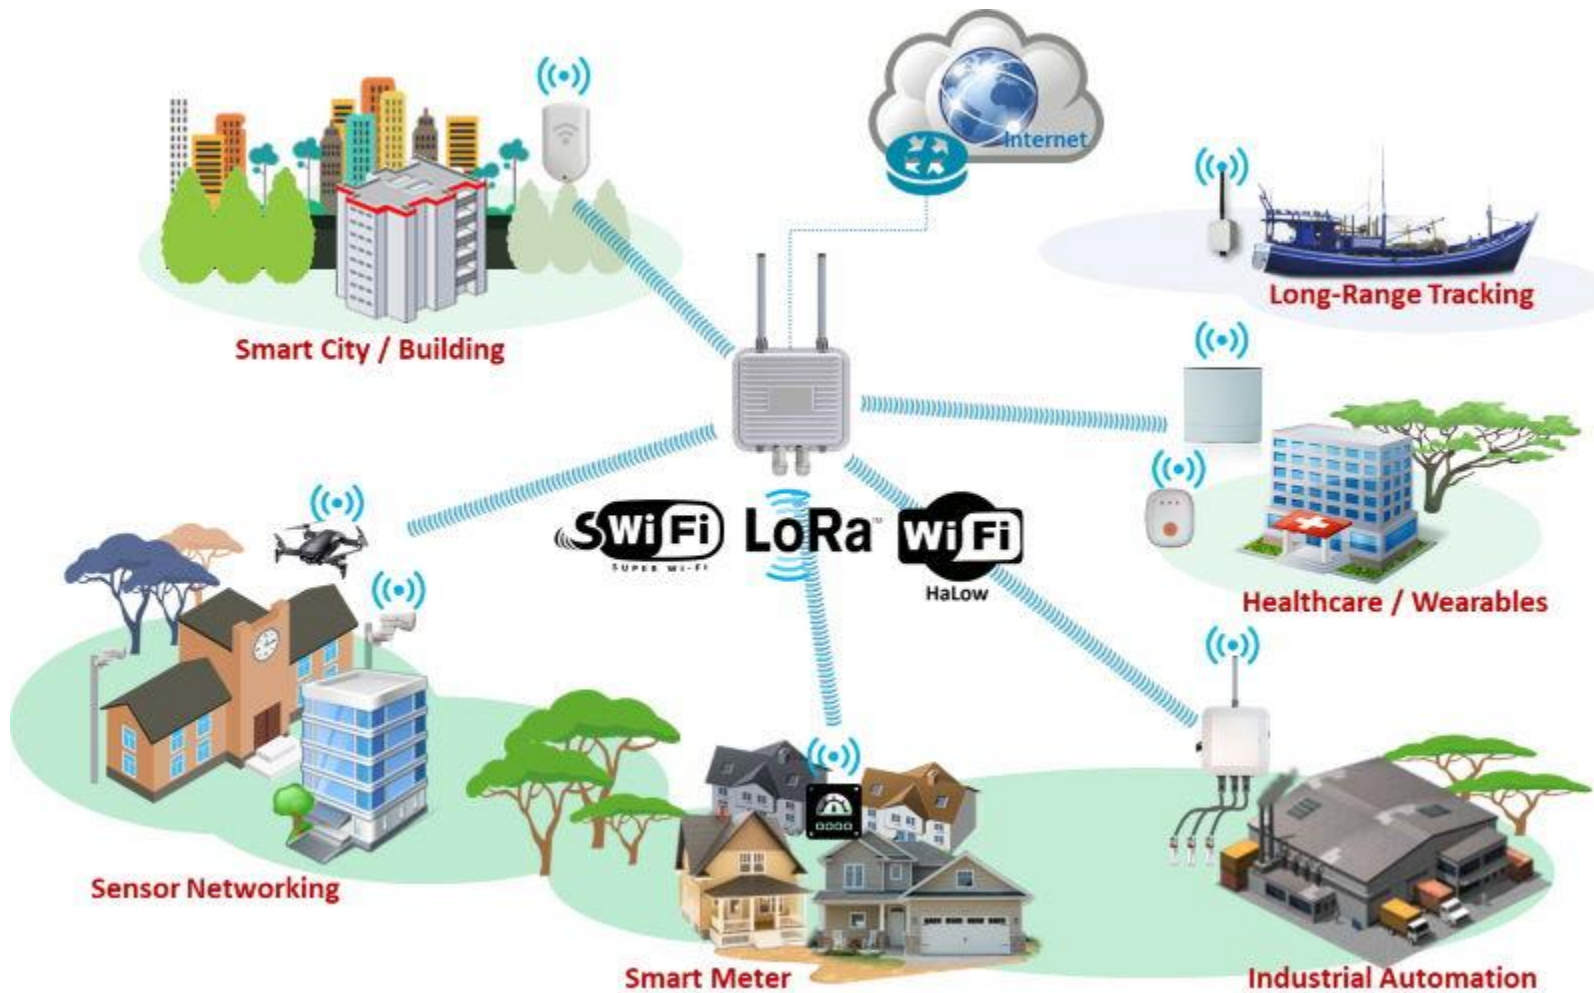 Internet
Long-Range Tracking
Smart City / Building
SWiFi
SUPER WI-FI
LoRa™
WiFi
HaLow
Healthcare / Wearables
Sensor Networking
Smart Meter
Industrial Automation